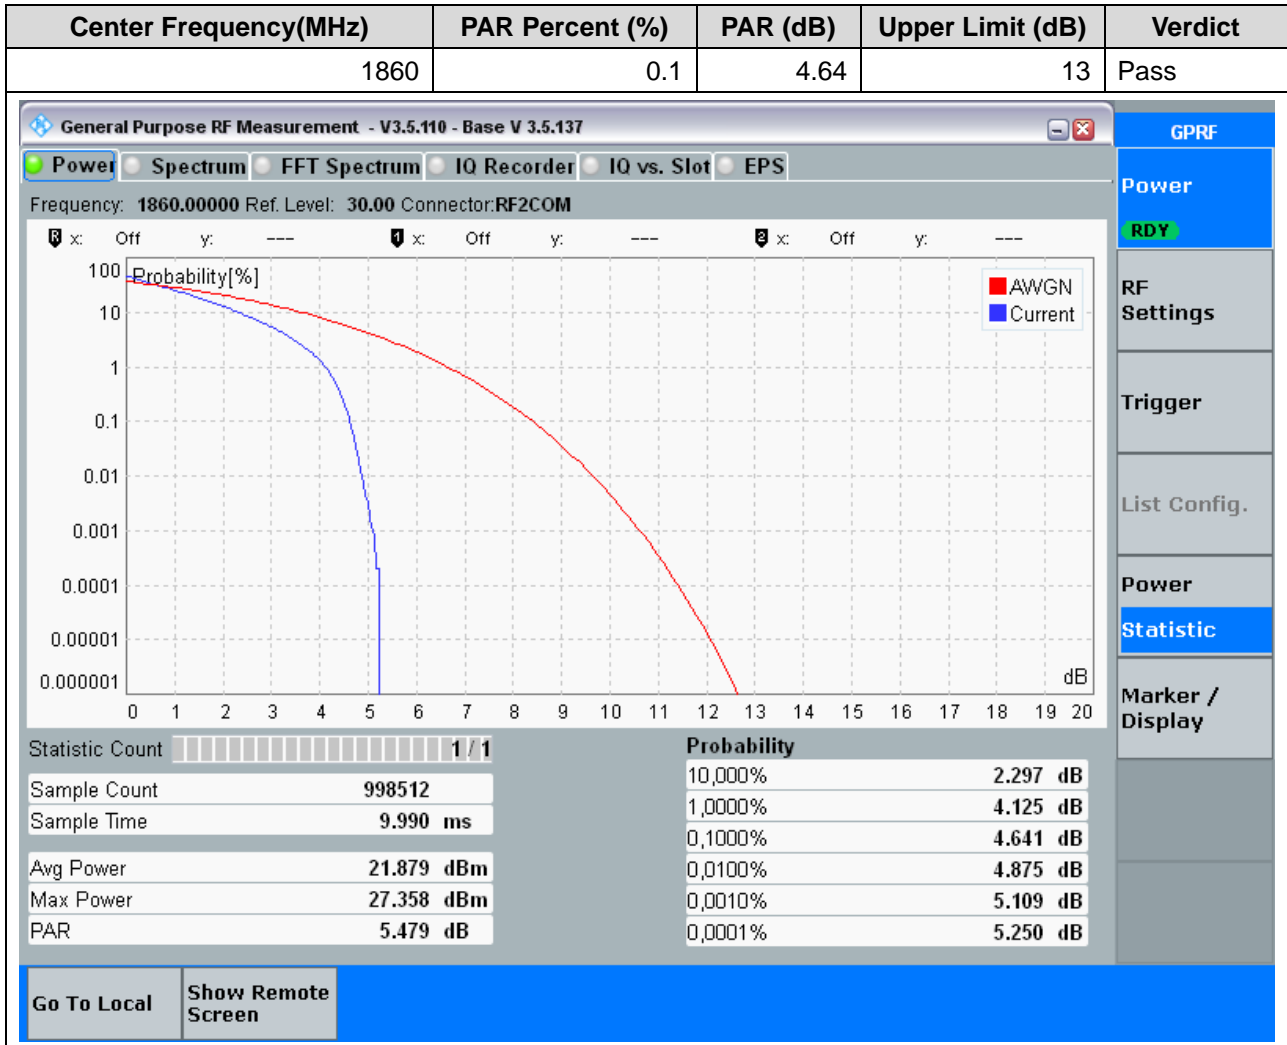 Center Frequency(MHz) PAR Percent (%) PAR (dB) Upper Limit (dB) Verdict
1860 0.1 4.64 13 Pass
General Purpose RF Measurement - V3.5.110 - Base V 3.5.137
GPRF
Power Spectrum FFT Spectrum IQ Recorder IQ vs. Slot EPS
Frequency: 1860.00000 Ref. Level: 30.00 Connector:RF2COM
R x: Off y: --- 1 x: Off y: --- 2 x: Off y: ---
Probability[%]
AWGN
Current
100
10
1
0.1
0.01
0.001
0.0001
0.00001
0.000001
dB
0 1 2 3 4 5 6 7 8 9 10 11 12 13 14 15 16 17 18 19 20
Statistic Count 1 / 1
Sample Count 998512
Sample Time 9.990 ms
Avg Power 21.879 dBm
Max Power 27.358 dBm
PAR 5.479 dB
Probability
10,000% 2.297 dB
1,0000% 4.125 dB
0,1000% 4.641 dB
0,0100% 4.875 dB
0,0010% 5.109 dB
0,0001% 5.250 dB
Power
RDY
RF
Settings
Trigger
List Config.
Power
Statistic
Marker /
Display
Go To Local
Show Remote
Screen